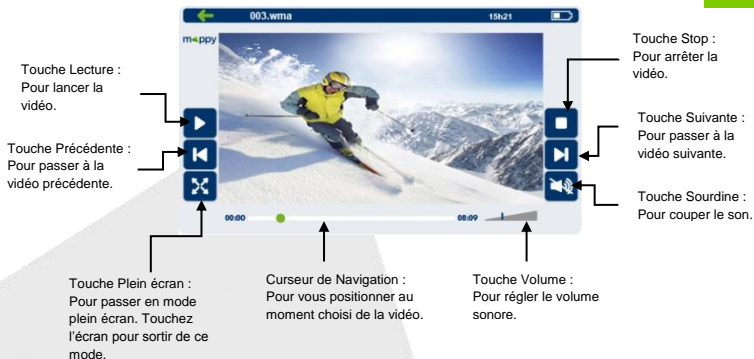 003.wma
15h21
mappy
Touche Lecture :
Pour lancer la
vidéo.
Touche Précédente :
Pour passer à la
vidéo précédente.
Touche Stop :
Pour arrêter la
vidéo.
Touche Suivante :
Pour passer à la
vidéo suivante.
Touche Sourdine :
Pour couper le son.
00:00
08:09
Touche Plein écran :
Pour passer en mode
plein écran. Touchez
l’écran pour sortir de ce
mode.
Curseur de Navigation :
Pour vous positionner au
moment choisi de la vidéo.
Touche Volume :
Pour régler le volume
sonore.